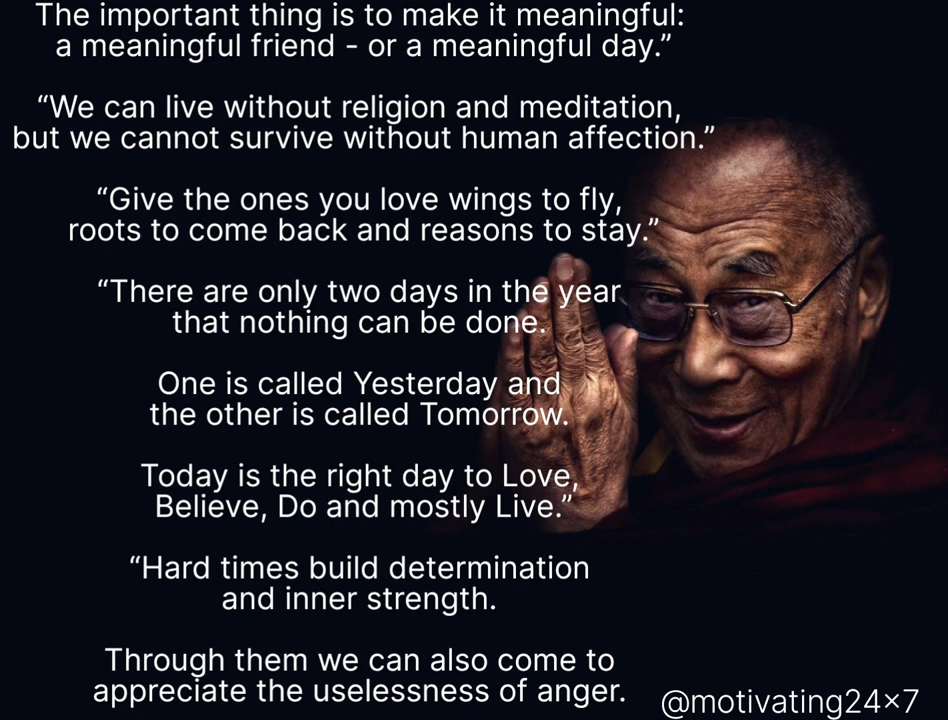 The important thing is to make it meaningful:
a meaningful friend - or a meaningful day.”
“We can live without religion and meditation,
but we cannot survive without human affection.”
“Give the ones you love wings to fly,
roots to come back and reasons to stay.”
“There are only two days in the year
that nothing can be done.
One is called Yesterday and
the other is called Tomorrow.
Today is the right day to Love,
Believe, Do and mostly Live.”
“Hard times build determination
and inner strength.
Through them we can also come to
appreciate the uselessness of anger.
@motivating24×7